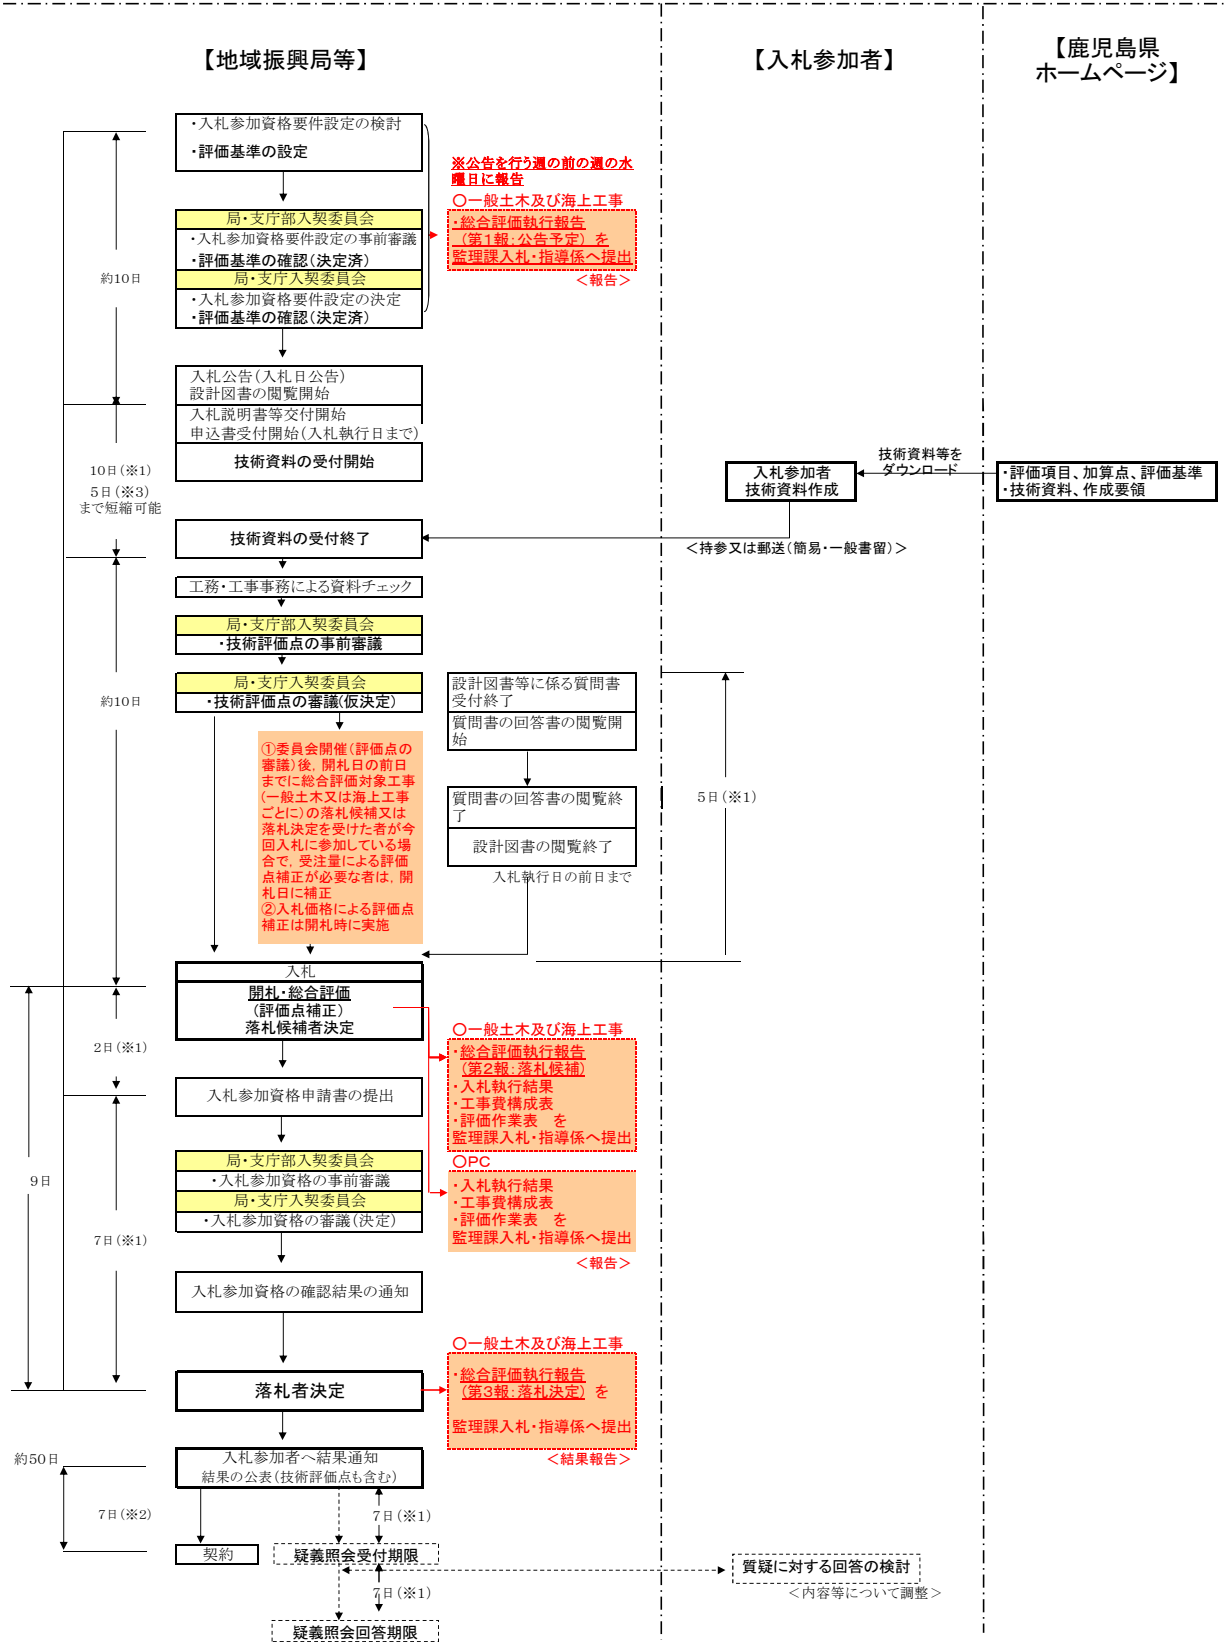 【地域振興局等】
【入札参加者】
【鹿児島県
ホームページ】
・入札参加資格要件設定の検討
・評価基準の設定
※公告を行う週の前の週の水
曜日に報告
○一般土木及び海上工事
・総合評価執行報告
(第1報：公告予定) を
監理課入札・指導係へ提出
＜報告＞
局・支庁部入契委員会
・入札参加資格要件設定の事前審議
・評価基準の確認(決定済)
局・支庁入契委員会
・入札参加資格要件設定の決定
・評価基準の確認(決定済)
約10日
入札公告(入札日公告)
設計図書の閲覧開始
入札説明書等交付開始
申込書受付開始(入札執行日まで)
技術資料の受付開始
10日(※1)
5日(※3)
まで短縮可能
技術資料等を
ダウンロード
入札参加者
技術資料作成
・評価項目、加算点、評価基準
・技術資料、作成要領
技術資料の受付終了
＜持参又は郵送(簡易・一般書留)＞
工務・工事事務による資料チェック
局・支庁部入契委員会
・技術評価点の事前審議
局・支庁入契委員会
・技術評価点の審議(仮決定)
約10日
設計図書等に係る質問書
受付終了
質問書の回答書の閲覧開
始
質問書の回答書の閲覧終
了
設計図書の閲覧終了
入札執行日の前日まで
5日(※1)
①委員会開催(評価点の
審議)後，開札日の前日
までに総合評価対象工事
(一般土木又は海上工事
ごとに)の落札候補又は
落札決定を受けた者が今
回入札に参加している場
合で，受注量による評価
点補正が必要な者は，開
札日に補正
②入札価格による評価点
補正は開札時に実施
入札
開札・総合評価
(評価点補正)
落札候補者決定
2日(※1)
○一般土木及び海上工事
・総合評価執行報告
(第2報：落札候補)
・入札執行結果
・工事費構成表
・評価作業表 を
監理課入札・指導係へ提出
○PC
・入札執行結果
・工事費構成表
・評価作業表 を
監理課入札・指導係へ提出
＜報告＞
入札参加資格申請書の提出
局・支庁部入契委員会
・入札参加資格の事前審議
局・支庁入契委員会
・入札参加資格の審議(決定)
9日
7日(※1)
入札参加資格の確認結果の通知
○一般土木及び海上工事
・総合評価執行報告
(第3報：落札決定) を
監理課入札・指導係へ提出
＜結果報告＞
落札者決定
約50日
入札参加者へ結果通知
結果の公表(技術評価点も含む)
7日(※2)
7日(※1)
契約
疑義照会受付期限
質疑に対する回答の検討
＜内容等について調整＞
7日(※1)
疑義照会回答期限